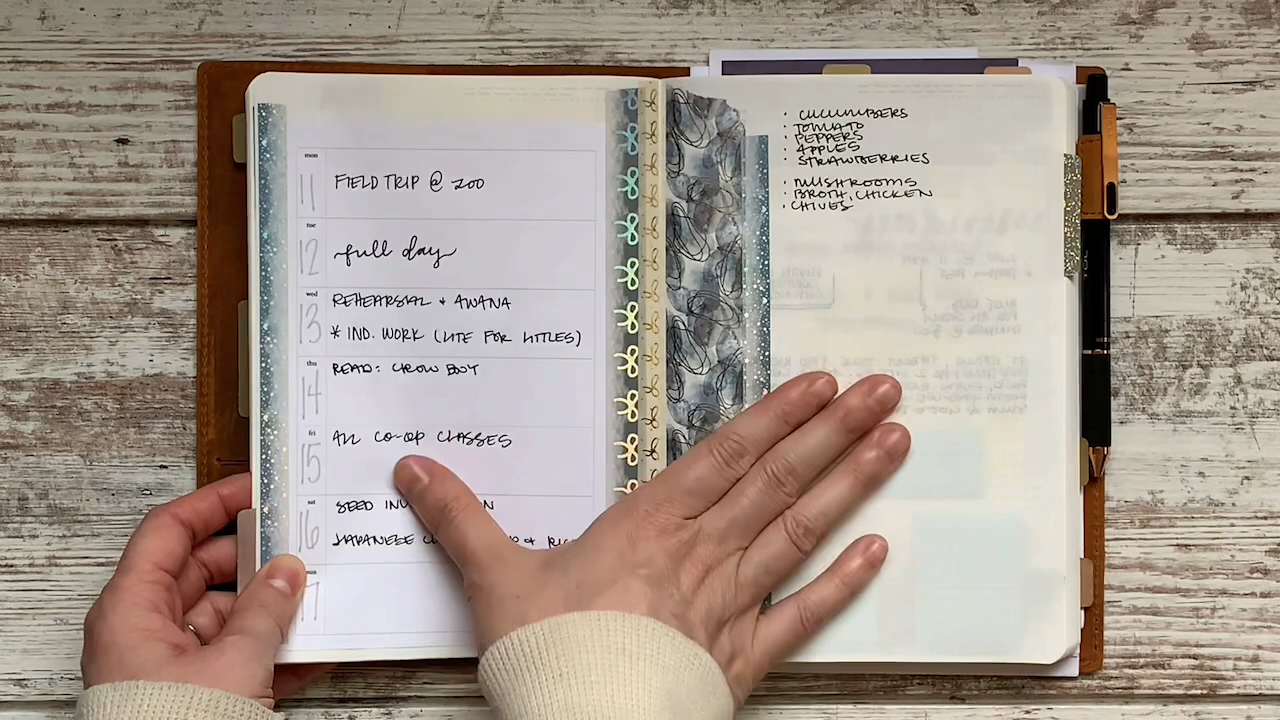 mon
11
FIELD TRIP @ ZOO
tue
12
full day
wed
13
REHEARSAL + AWANA
* IND. WORK (LITE FOR LITTLES)
thu
14
READ: CROW BOY
fri
15
ALL CO-OP CLASSES
sat
16
SEED
JAPANESE
sun
• CUCUMBERS
• TOMATO
• PEPPERS
• APPLES
• STRAWBERRIES
• MUSHROOMS
• BROTH, CHICKEN
• CHIVES